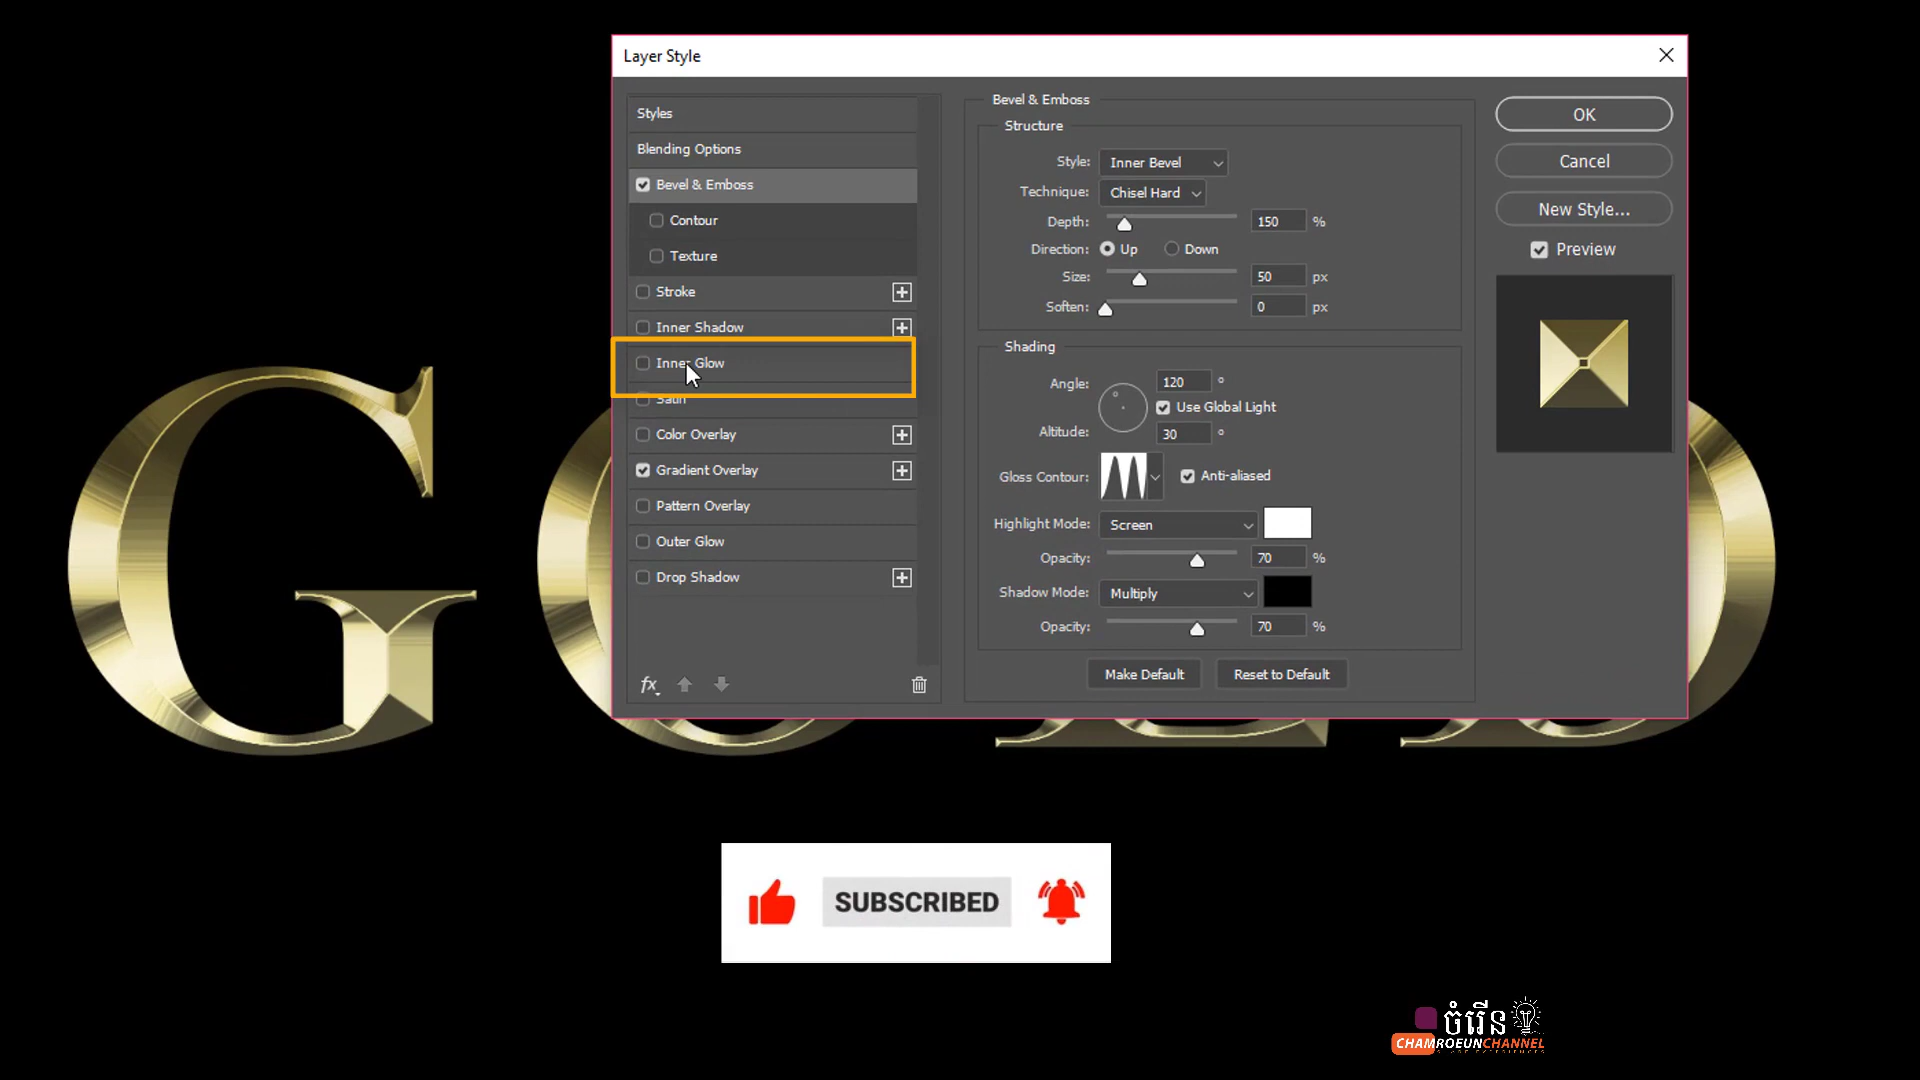 Layer Style
Styles
Blending Options
Bevel & Emboss
Contour
Texture
Stroke
Inner Shadow
Inner Glow
Satin
Color Overlay
Gradient Overlay
Pattern Overlay
Outer Glow
Drop Shadow
fx
Bevel & Emboss
Structure
Style: Inner Bevel
Technique: Chisel Hard
Depth: 150 %
Direction: Up Down
Size: 50 px
Soften: 0 px
Shading
Angle: 120 °
Use Global Light
Altitude: 30 °
Gloss Contour: Anti-aliased
Highlight Mode: Screen
Opacity: 70 %
Shadow Mode: Multiply
Opacity: 70 %
Make Default Reset to Default
OK
Cancel
New Style...
Preview
G
SUBSCRIBED
ចំរើន
CHAMROEUNCHANNEL